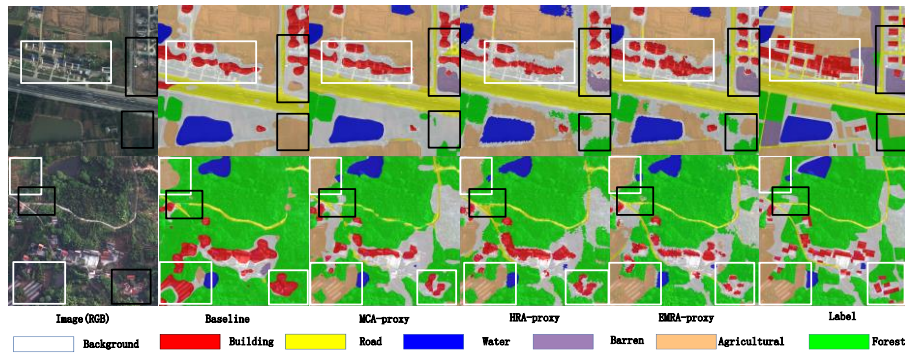 Image(RGB) Baseline MCA-proxy HRA-proxy EMRA-proxy Label
Background Building Road Water Barren Agricultural Forest